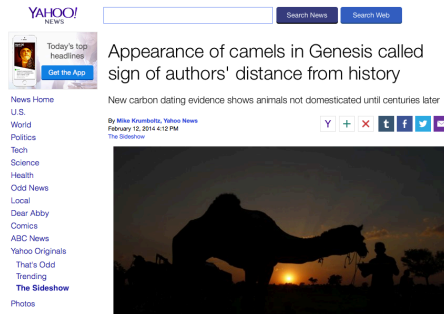 YAHOO!
NEWS
Search News
Search Web
Today's top
headlines
Get the App
News Home
U.S.
World
Politics
Tech
Science
Health
Odd News
Local
Dear Abby
Comics
ABC News
Yahoo Originals
That's Odd
Trending
The Sideshow
Photos
Appearance of camels in Genesis called
sign of authors' distance from history
New carbon dating evidence shows animals not domesticated until centuries later
By Mike Krumboltz, Yahoo News
February 12, 2014 4:12 PM
The Sideshow
Y
t
f